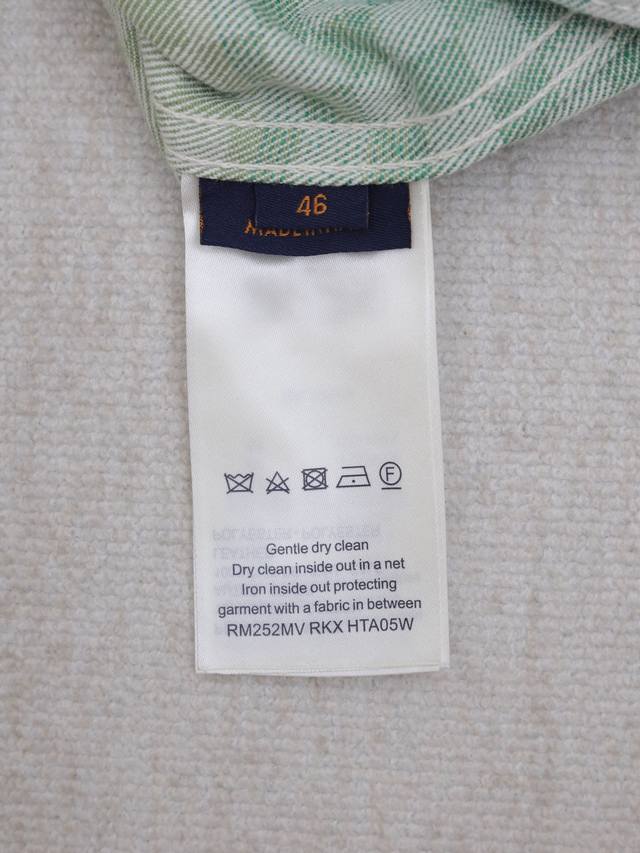 46
Gentle dry clean
Dry clean inside out in a net
Iron inside out protecting
garment with a fabric in between
RM252MV RKX HTA05W
F